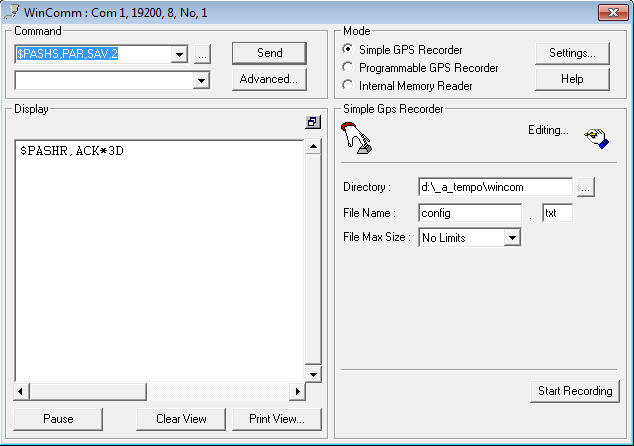 WinComm : Com 1, 19200, 8, No, 1
Command
$PASHS,PAR,SAV,2
...
Send
Advanced...
Display
$PASHR,ACK*3D
Pause
Clear View
Print View...
Mode
Simple GPS Recorder
Programmable GPS Recorder
Internal Memory Reader
Settings...
Help
Simple Gps Recorder
Editing...
Directory :
d:\_a_tempo\wincom
...
File Name :
config
.
txt
File Max Size :
No Limits
Start Recording